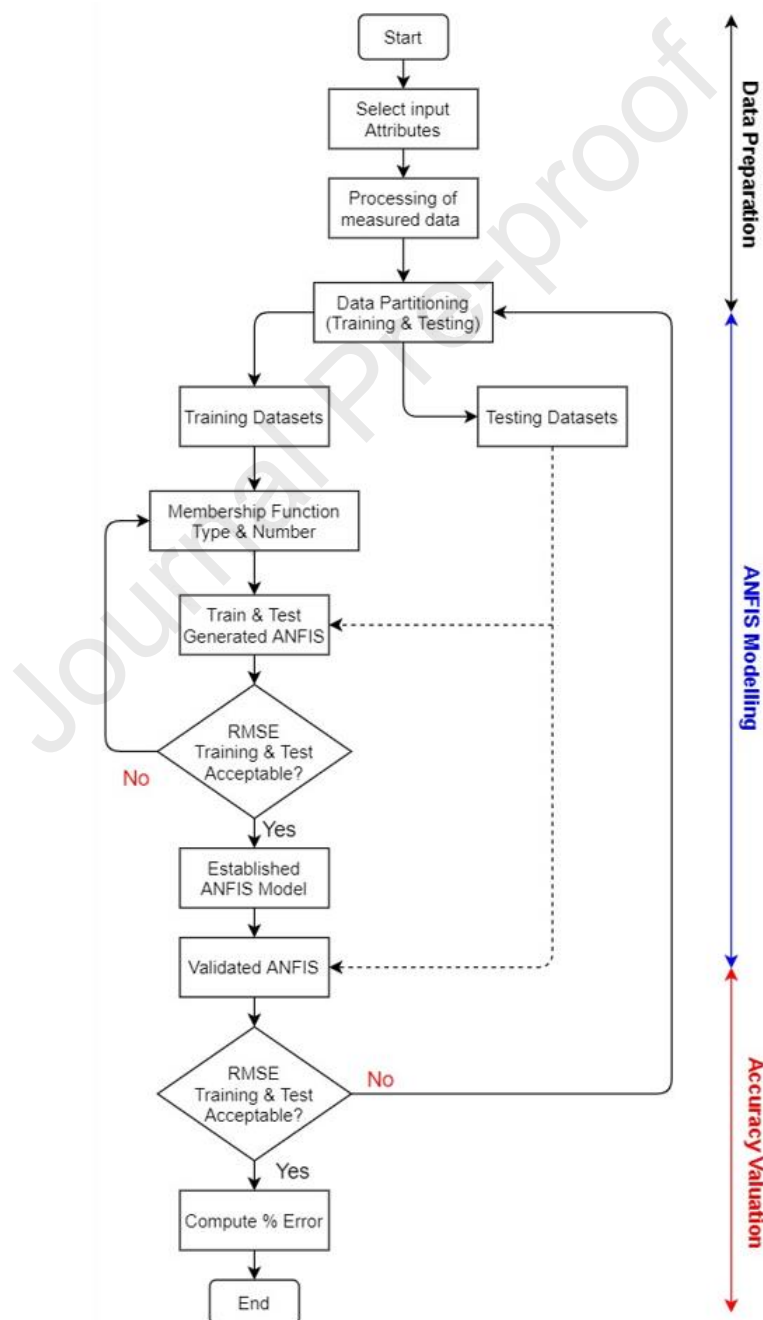 Start
Select input
Attributes
Processing of
measured data
Data Partitioning
(Training & Testing)
Training Datasets
Testing Datasets
Membership Function
Type & Number
Train & Test
Generated ANFIS
RMSE
Training & Test
Acceptable?
No
Yes
Established
ANFIS Model
Validated ANFIS
RMSE
Training & Test
Acceptable?
No
Yes
Compute % Error
End
Data Preparation
ANFIS Modelling
Accuracy Valuation
Journal Pre-proof